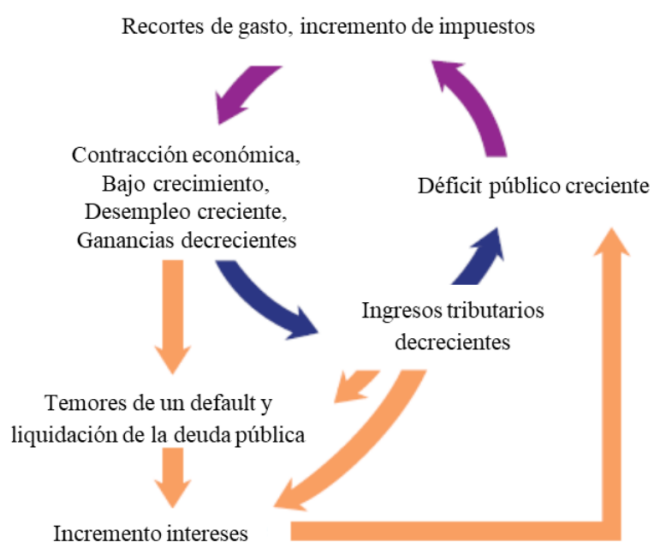 Recortes de gasto, incremento de impuestos
Contracción económica,
Bajo crecimiento,
Desempleo creciente,
Ganancias decrecientes
Déficit público creciente
Ingresos tributarios
decrecientes
Temores de un default y
liquidación de la deuda pública
Incremento intereses